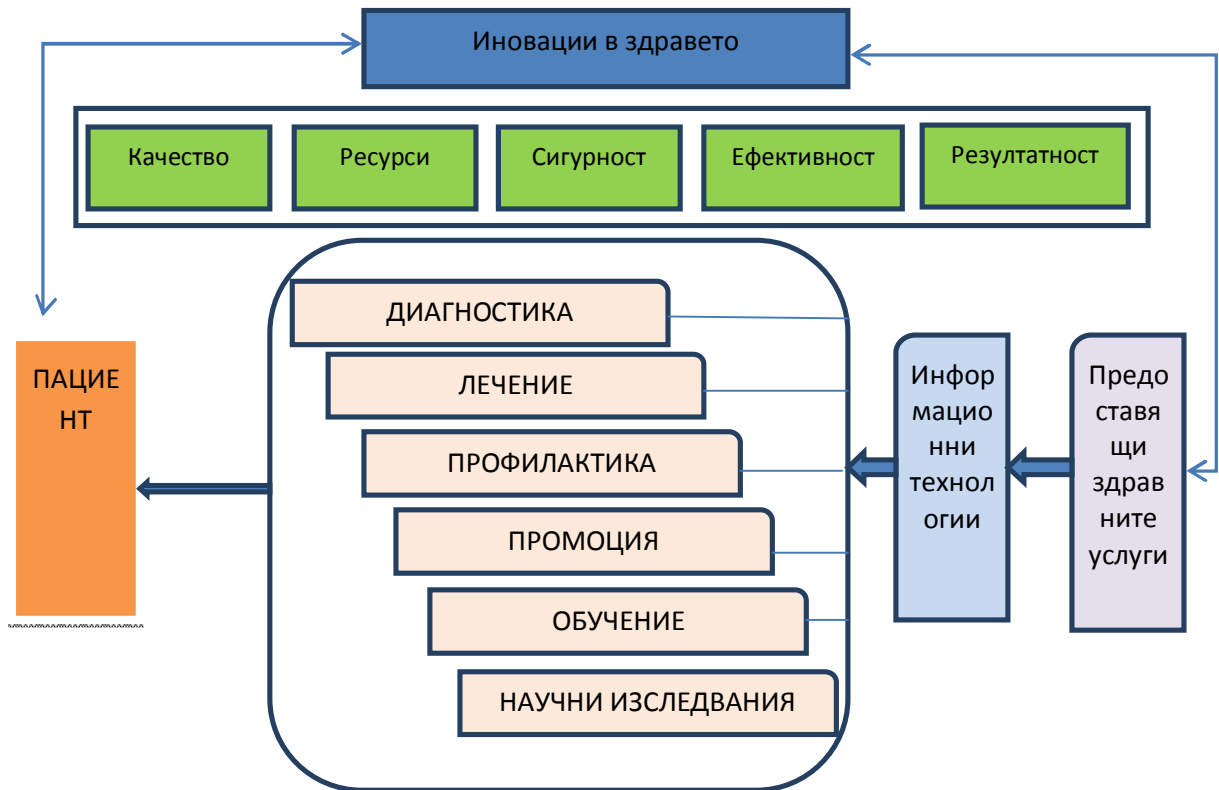 Иновации в здравето
Качество
Ресурси
Сигурност
Ефективност
Резултатност
ДИАГНОСТИКА
ЛЕЧЕНИЕ
ПРОФИЛАКТИКА
ПРОМОЦИЯ
ОБУЧЕНИЕ
НАУЧНИ ИЗСЛЕДВАНИЯ
ПАЦИЕ
НТ
Инфор
мацио
нни
технол
огии
Предо
ставя
щи
здрав
ните
услуги